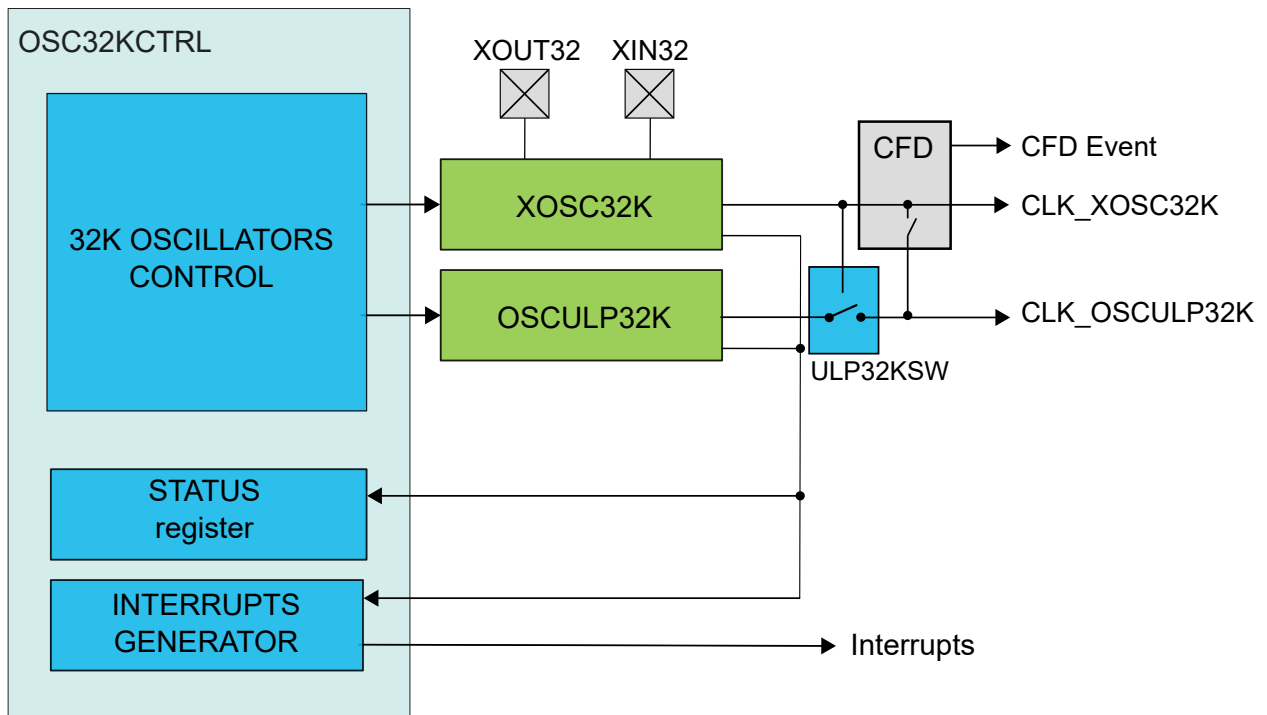 OSC32KCTRL
XOUT32
XIN32
32K OSCILLATORS
CONTROL
XOSC32K
OSCULP32K
CFD
CFD Event
CLK_XOSC32K
CLK_OSCULP32K
ULP32KSW
STATUS
register
INTERRUPTS
GENERATOR
Interrupts